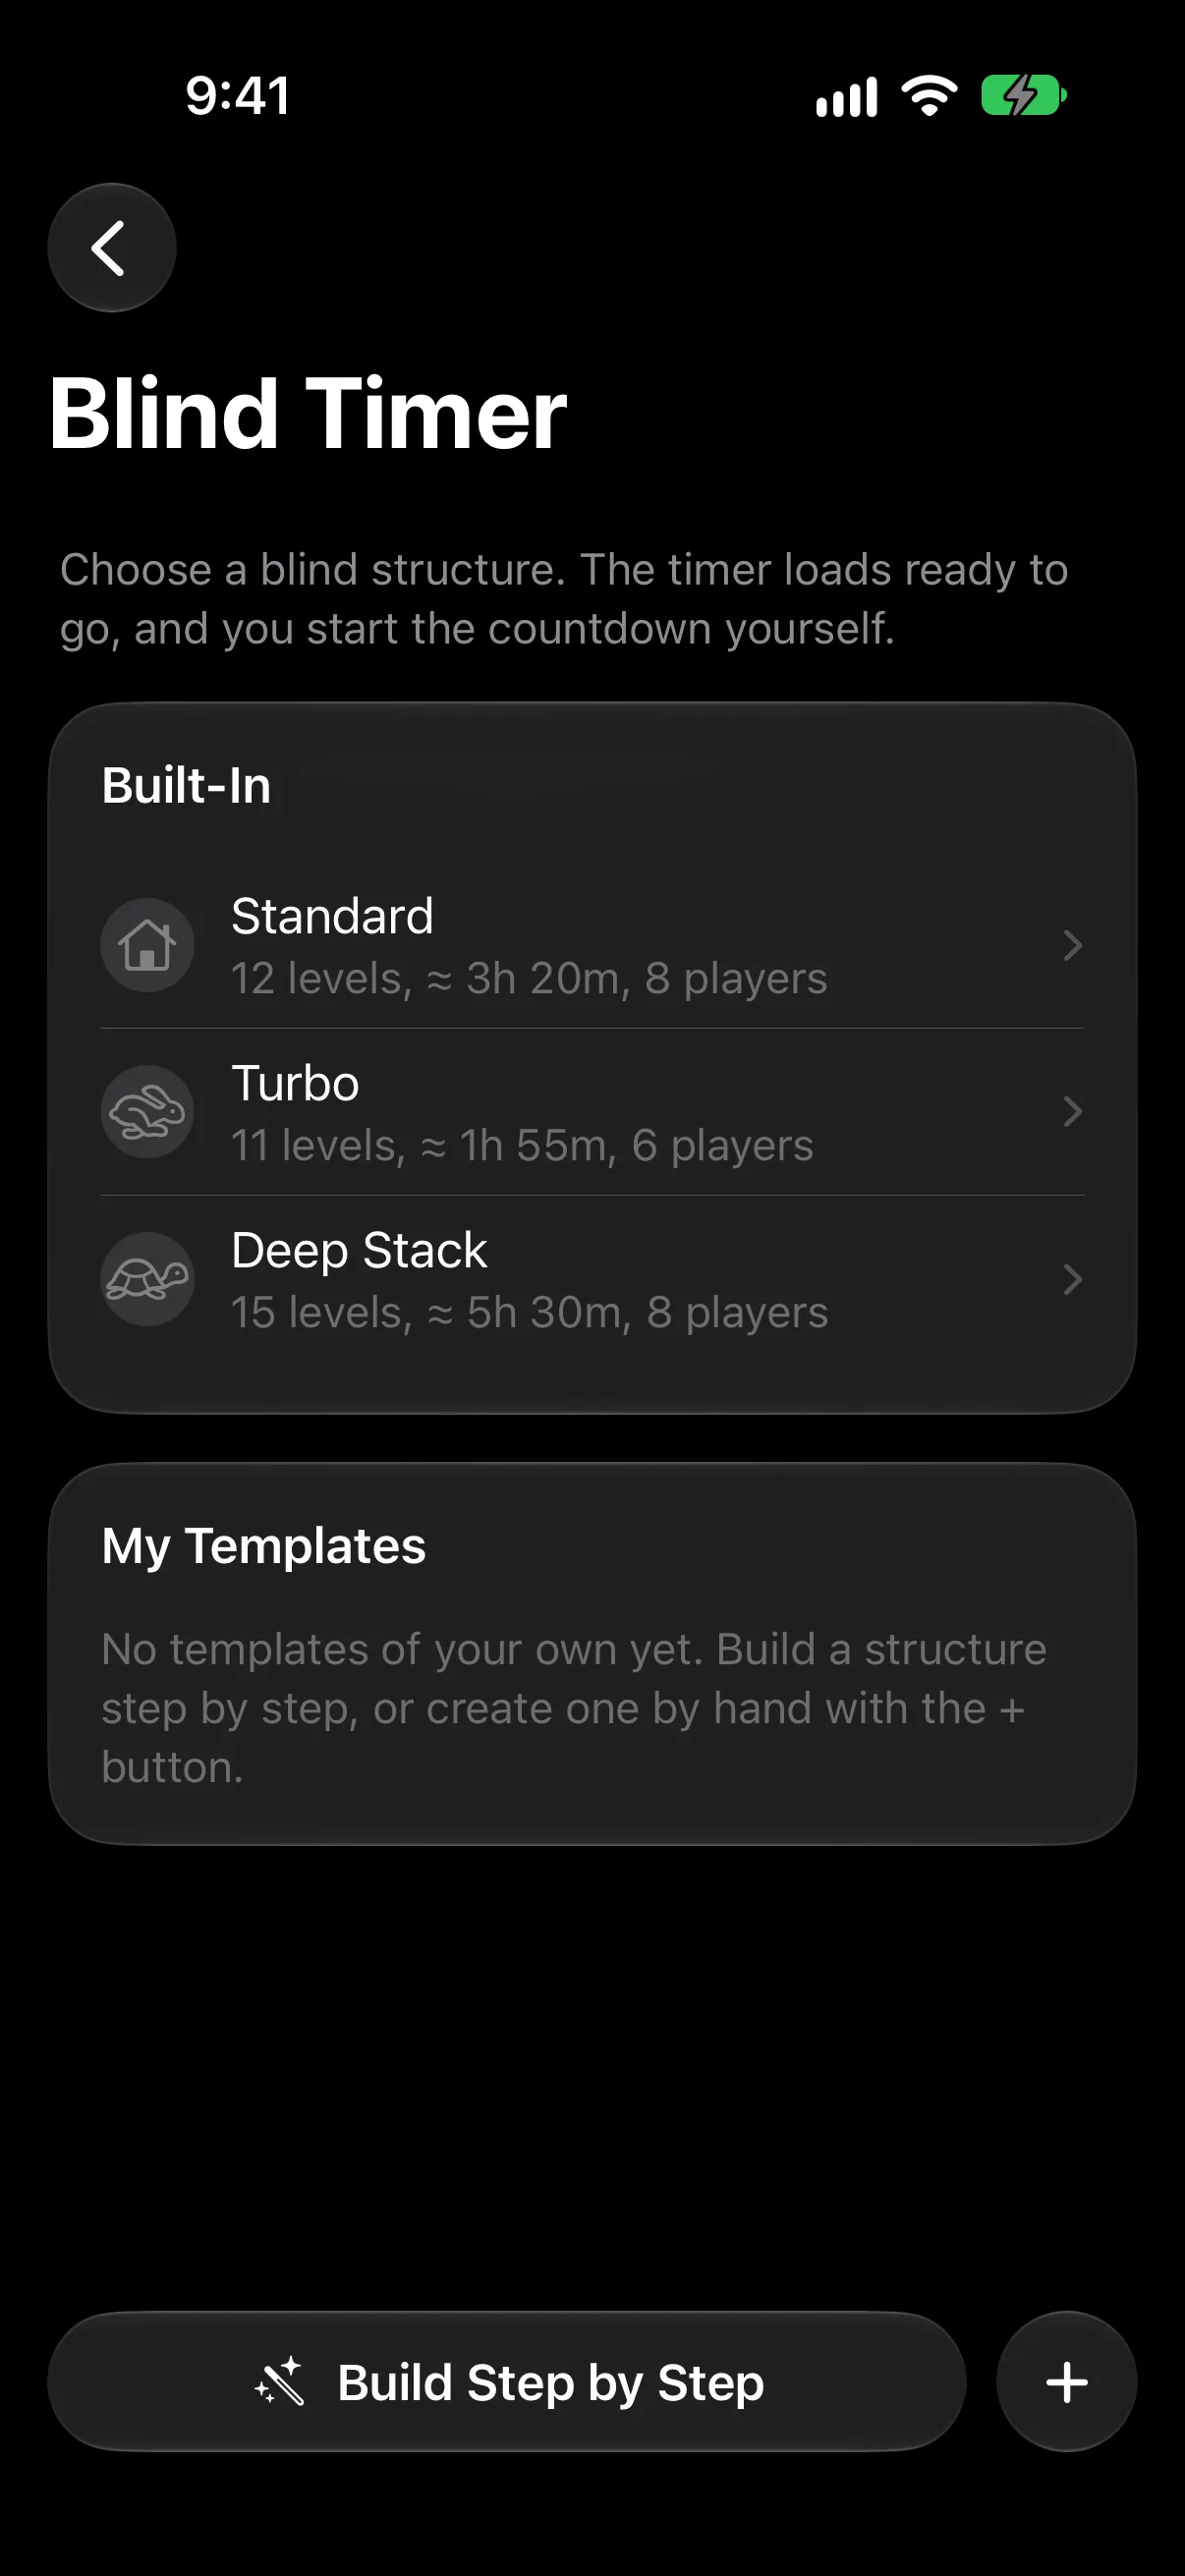 9:41
Blind Timer
Choose a blind structure. The timer loads ready to
go, and you start the countdown yourself.
Built-In
Standard
12 levels, ≈ 3h 20m, 8 players
Turbo
11 levels, ≈ 1h 55m, 6 players
Deep Stack
15 levels, ≈ 5h 30m, 8 players
My Templates
No templates of your own yet. Build a structure
step by step, or create one by hand with the +
button.
Build Step by Step
+